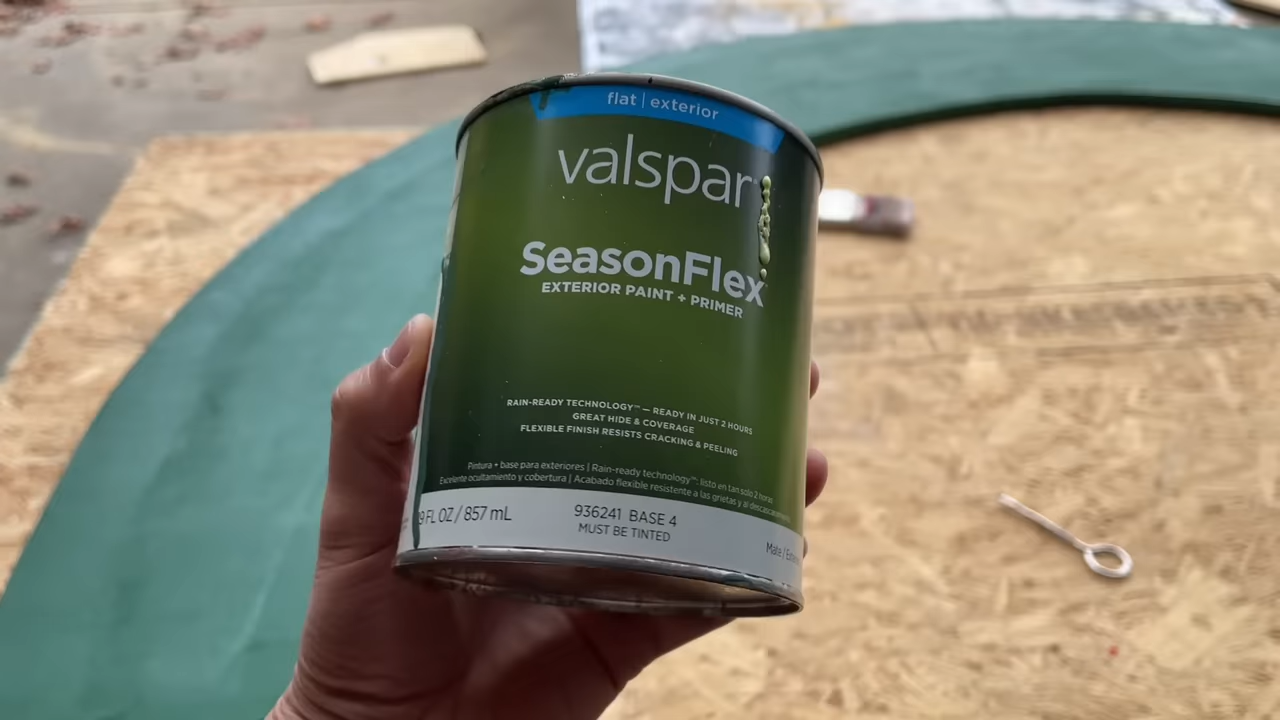 flat | exterior
valspar
SeasonFlex
EXTERIOR PAINT + PRIMER
RAIN-READY TECHNOLOGY™ — READY IN JUST 2 HOURS
GREAT HIDE & COVERAGE
FLEXIBLE FINISH RESISTS CRACKING & PEELING
Pintura + base para exteriores | Rain-ready technology™: listo en tan solo 2 horas
Excelente ocultamiento y cobertura | Acabado flexible resistente a las grietas y al
9 FL OZ / 857 mL
936241 BASE 4
MUST BE TINTED
Mate /